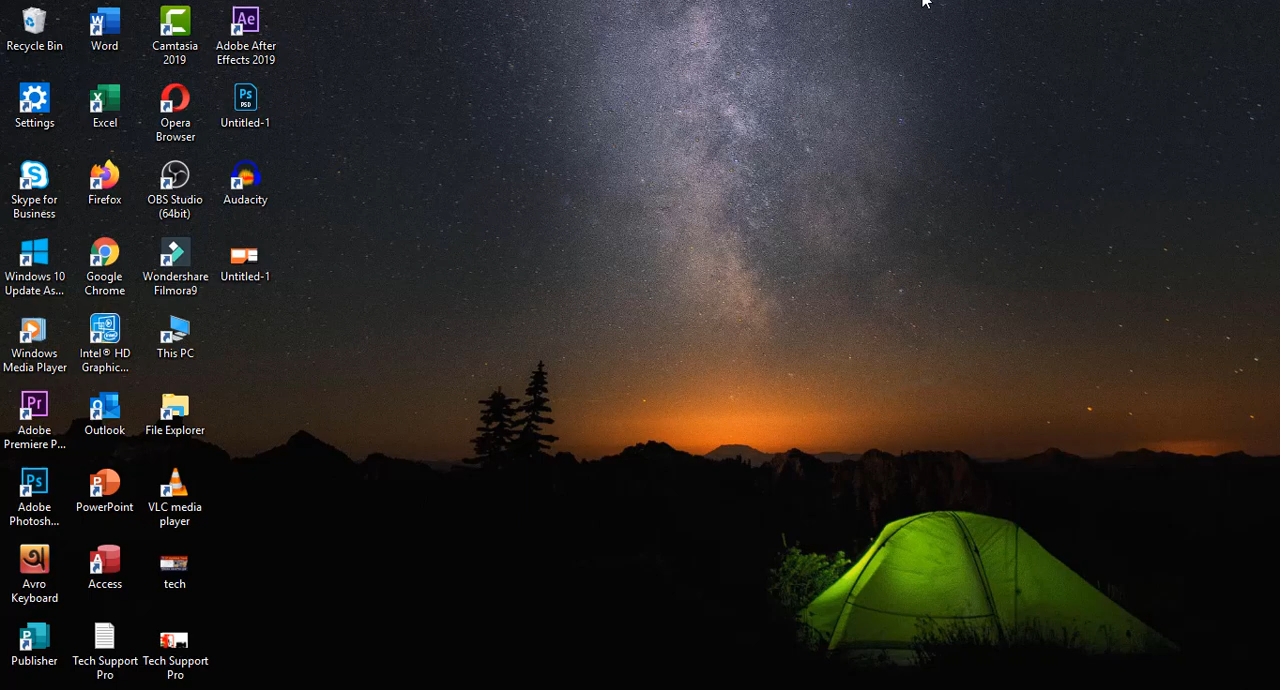 Recycle Bin
Word
Camtasia
2019
Adobe After
Effects 2019
Settings
Excel
Opera
Browser
Untitled-1
Skype for
Business
Firefox
OBS Studio
(64bit)
Audacity
Windows 10
Update As...
Google
Chrome
Wondershare
Filmora9
Untitled-1
Windows
Media Player
Intel® HD
Graphic...
This PC
Adobe
Premiere P...
Outlook
File Explorer
Adobe
Photosh...
PowerPoint
VLC media
player
Avro
Keyboard
Access
tech
Publisher
Tech Support
Pro
Tech Support
Pro